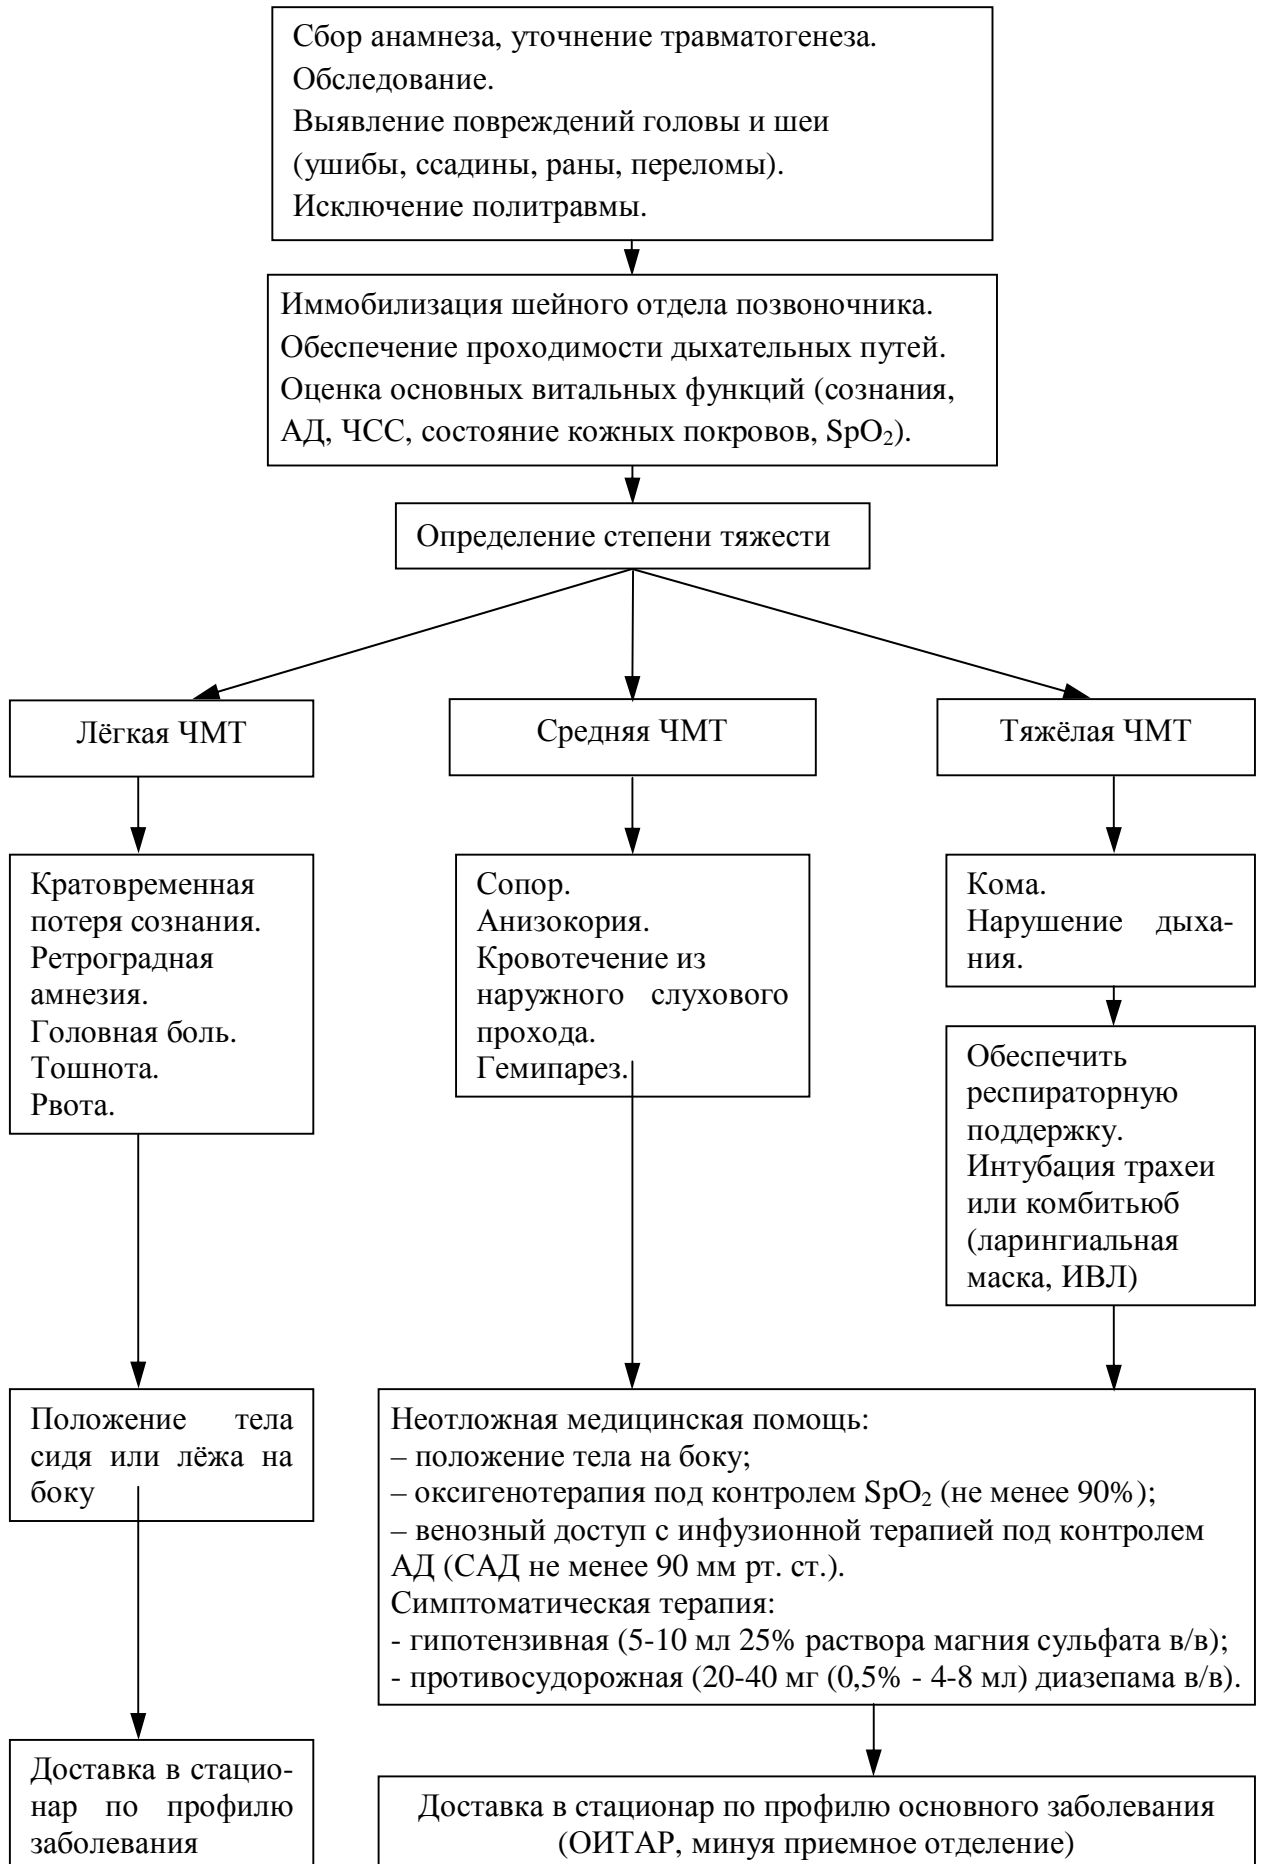 Сбор анамнеза, уточнение травматогенеза.
Обследование.
Выявление повреждений головы и шеи
(ушибы, ссадины, раны, переломы).
Исключение политравмы.
Иммобилизация шейного отдела позвоночника.
Обеспечение проходимости дыхательных путей.
Оценка основных витальных функций (сознания,
АД, ЧСС, состояние кожных покровов, SpO₂).
Определение степени тяжести
Лёгкая ЧМТ
Средняя ЧМТ
Тяжёлая ЧМТ
Кратовременная
потеря сознания.
Ретроградная
амнезия.
Головная боль.
Тошнота.
Рвота.
Сопор.
Анизокория.
Кровотечение из
наружного слухового
прохода.
Гемипарез.
Кома.
Нарушение дыха-
ния.
Обеспечить
респираторную
поддержку.
Интубация трахеи
или комбитьюб
(ларингиальная
маска, ИВЛ)
Положение тела
сидя или лёжа на
боку
Неотложная медицинская помощь:
– положение тела на боку;
– оксигенотерапия под контролем SpO₂ (не менее 90%);
– венозный доступ с инфузионной терапией под контролем
АД (САД не менее 90 мм рт. ст.).
Симптоматическая терапия:
- гипотензивная (5-10 мл 25% раствора магния сульфата в/в);
- противосудорожная (20-40 мг (0,5% - 4-8 мл) диазепама в/в).
Доставка в стацио-
нар по профилю
заболевания
Доставка в стационар по профилю основного заболевания
(ОИТАР, минуя приемное отделение)